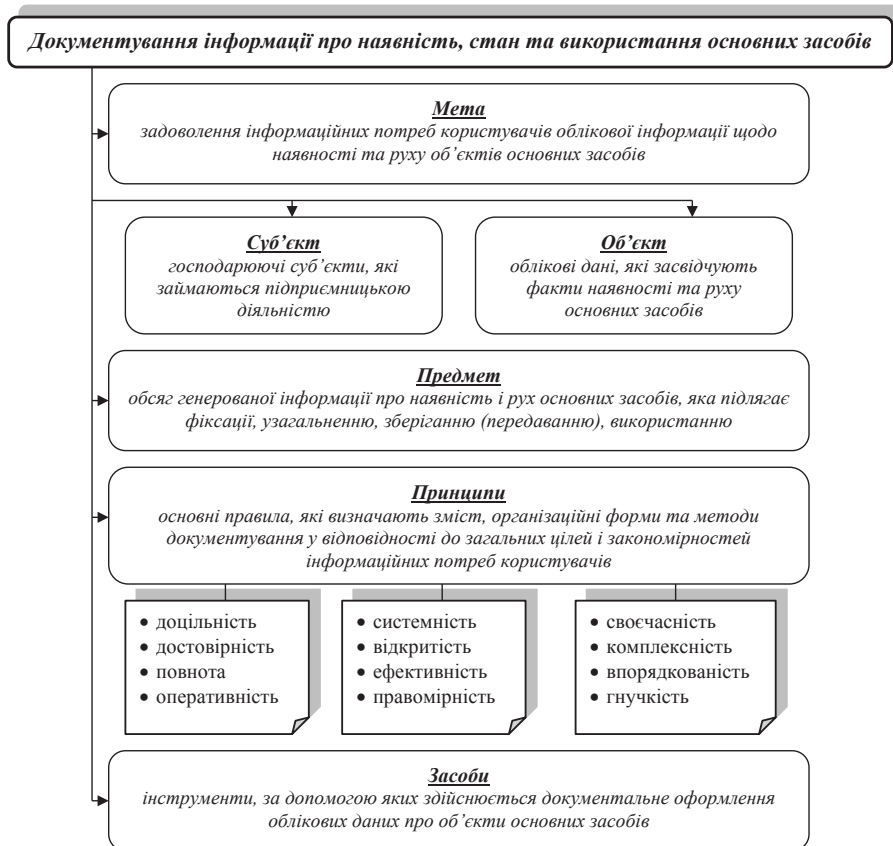 Документування інформації про наявність, стан та використання основних засобів
Мета
задоволення інформаційних потреб користувачів облікової інформації щодо
наявності та руху об’єктів основних засобів
Суб’єкт
господарюючі суб’єкти, які
займаються підприємницькою
діяльністю
Об’єкт
облікові дані, які засвідчують
факти наявності та руху
основних засобів
Предмет
обсяг генерованої інформації про наявність і рух основних засобів, яка підлягає
фіксації, узагальненню, зберіганню (передаванню), використанню
Принципи
основні правила, які визначають зміст, організаційні форми та методи
документування у відповідності до загальних цілей і закономірностей
інформаційних потреб користувачів
• доцільність
• достовірність
• повнота
• оперативність
• системність
• відкритість
• ефективність
• правомірність
• своєчасність
• комплексність
• впорядкованість
• гнучкість
Засоби
інструменти, за допомогою яких здійснюється документальне оформлення
облікових даних про об’єкти основних засобів